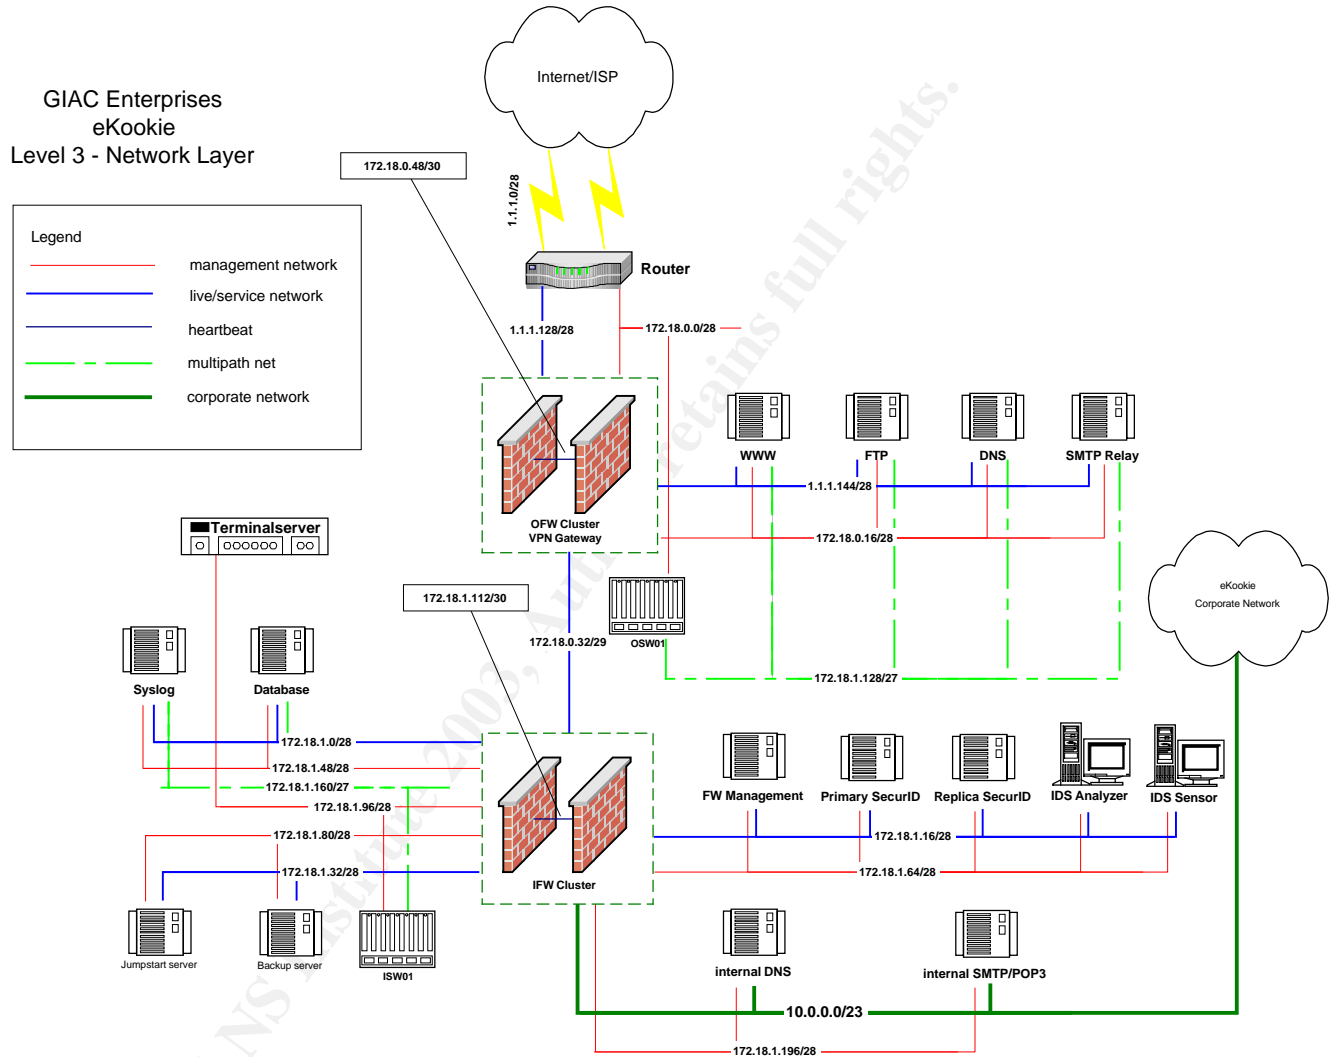 GIAC Enterprises
eKookie
Level 3 - Network Layer
Internet/ISP
172.18.0.48/30
1.1.1.0/28
Legend
management network
live/service network
heartbeat
multipath net
corporate network
Router
1.1.1.128/28
172.18.0.0/28
WWW
FTP
DNS
SMTP Relay
1.1.1.144/28
172.18.0.16/28
OFW Cluster
VPN Gateway
Terminalserver
172.18.1.112/30
OSW01
172.18.0.32/29
172.18.1.128/27
eKookie
Corporate Network
Syslog
Database
172.18.1.0/28
172.18.1.48/28
172.18.1.160/27
172.18.1.96/28
172.18.1.80/28
172.18.1.32/28
FW Management
Primary SecurID
Replica SecurID
IDS Analyzer
IDS Sensor
172.18.1.16/28
172.18.1.64/28
IFW Cluster
Jumpstart server
Backup server
ISW01
internal DNS
internal SMTP/POP3
10.0.0.0/23
172.18.1.196/28
NS Institute 2003, Aut retains full rights.